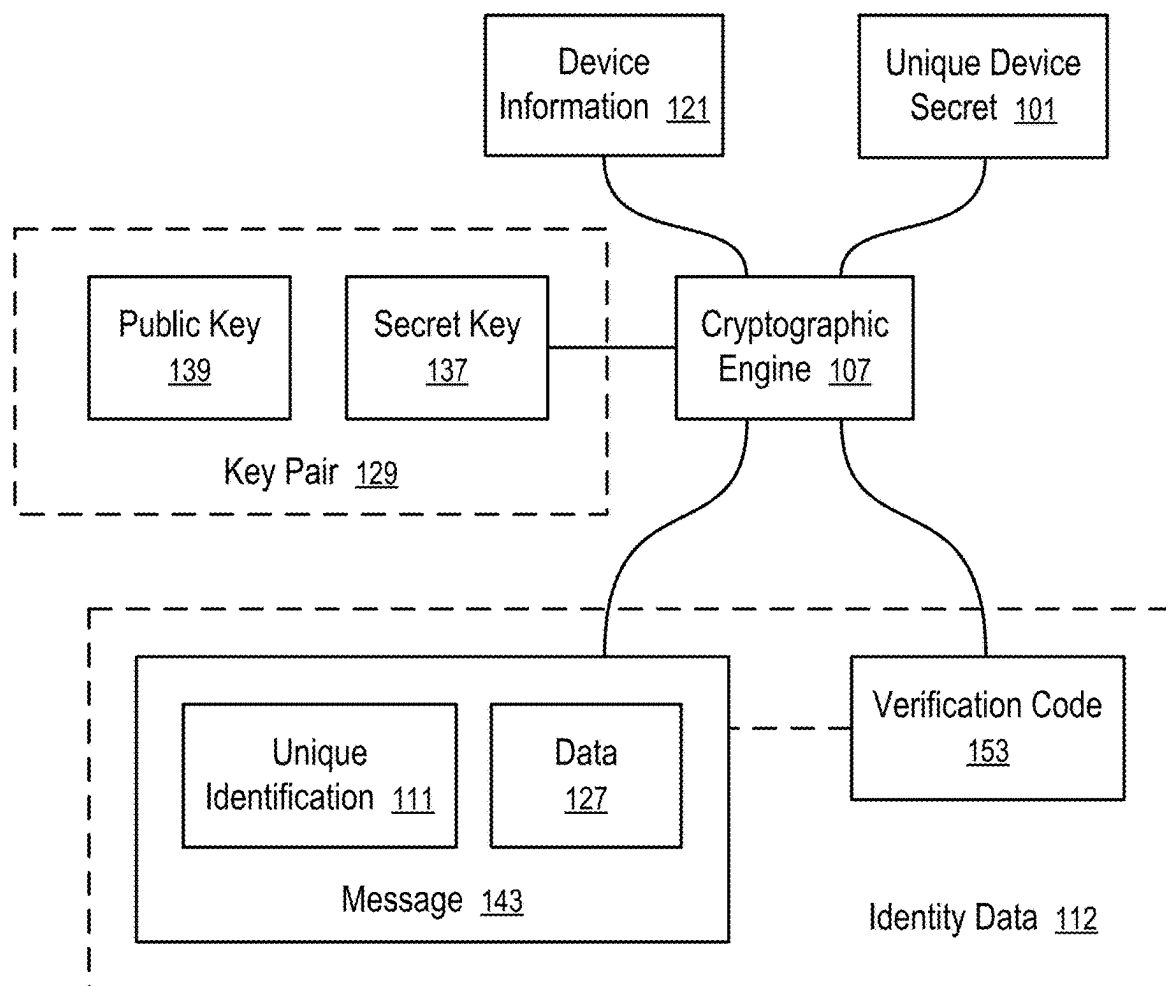 Device
Information 121
Unique Device
Secret 101
Public Key
139
Secret Key
137
Cryptographic
Engine 107
Key Pair 129
Unique
Identification 111
Data
127
Message 143
Verification Code
153
Identity Data 112